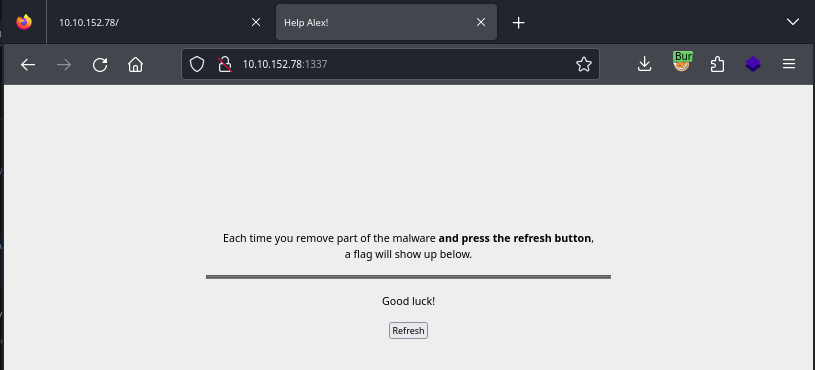 10.10.152.78/
Help Alex!
Bur
10.10.152.78:1337
Each time you remove part of the malware and press the refresh button,
a flag will show up below.
Good luck!
Refresh